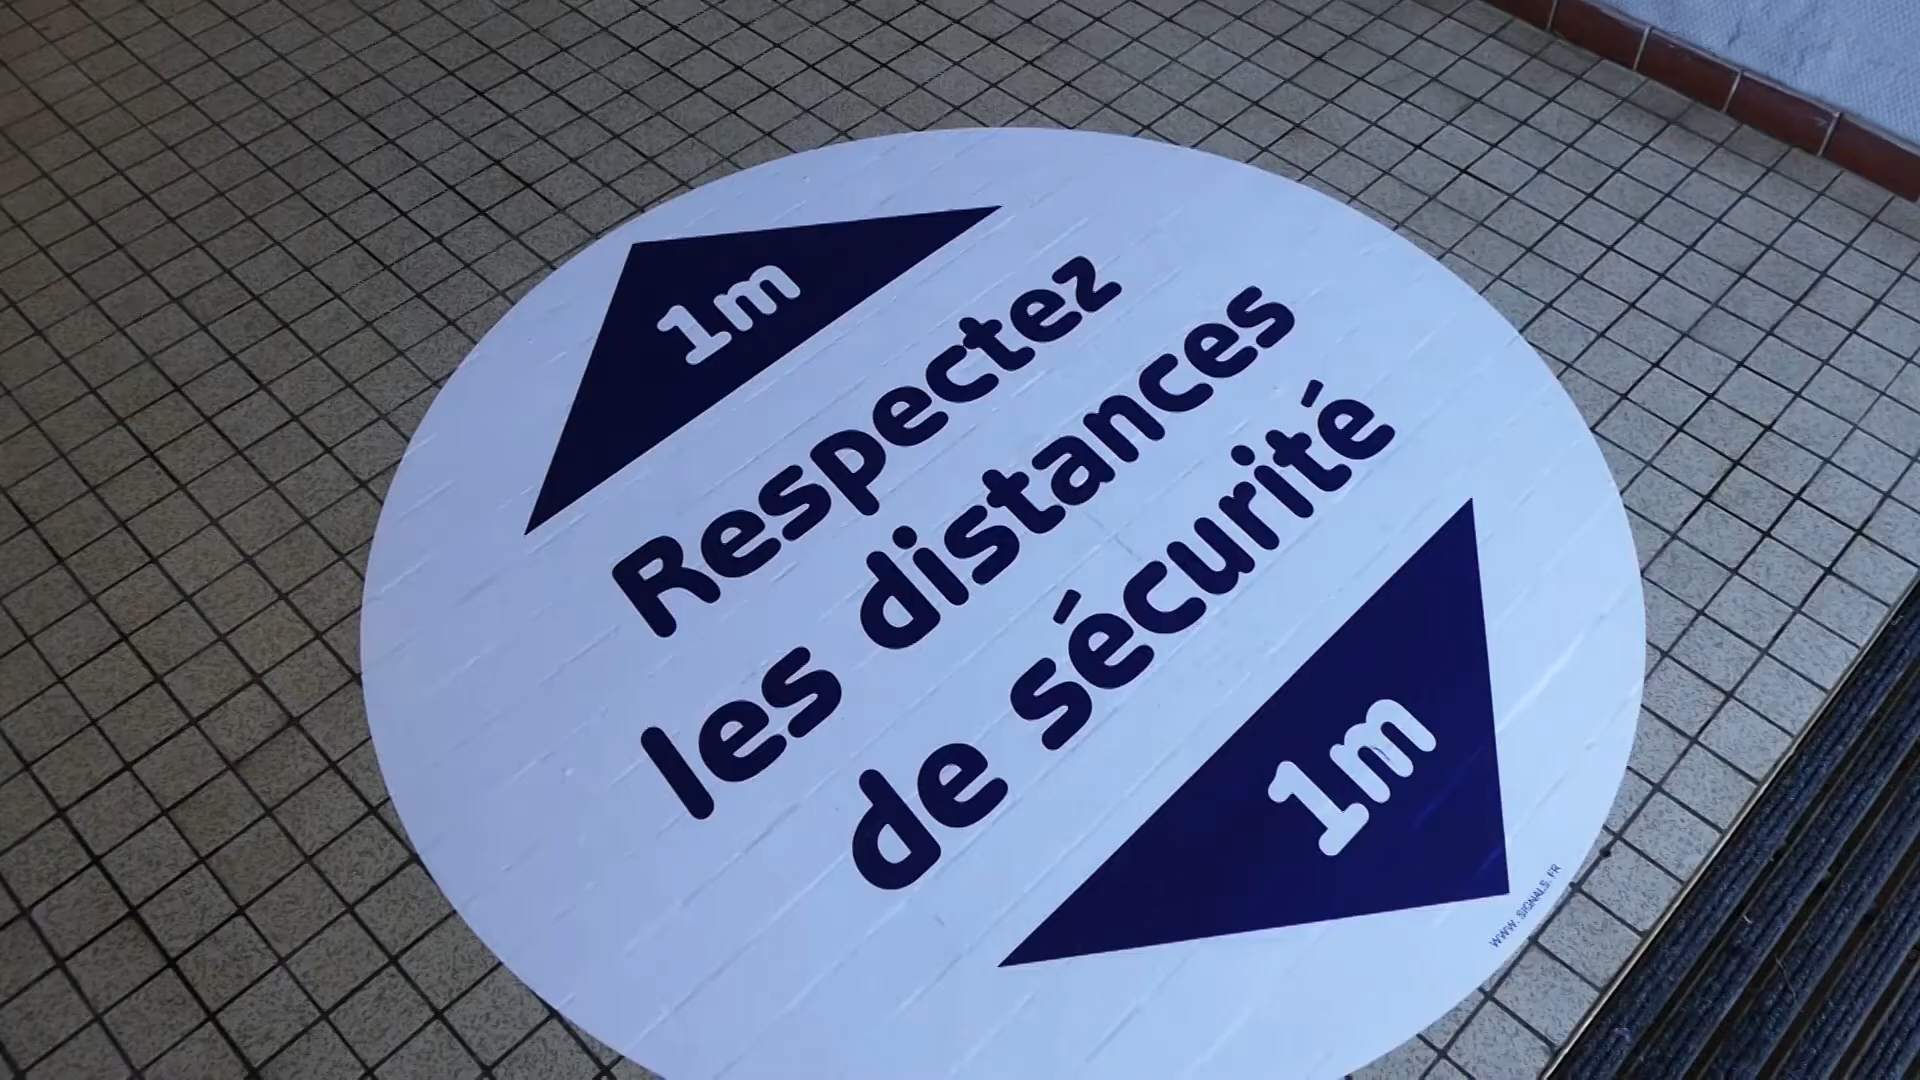 1m
Respectez
les distances
de sécurité
1m
WWW.SIGNALS.FR